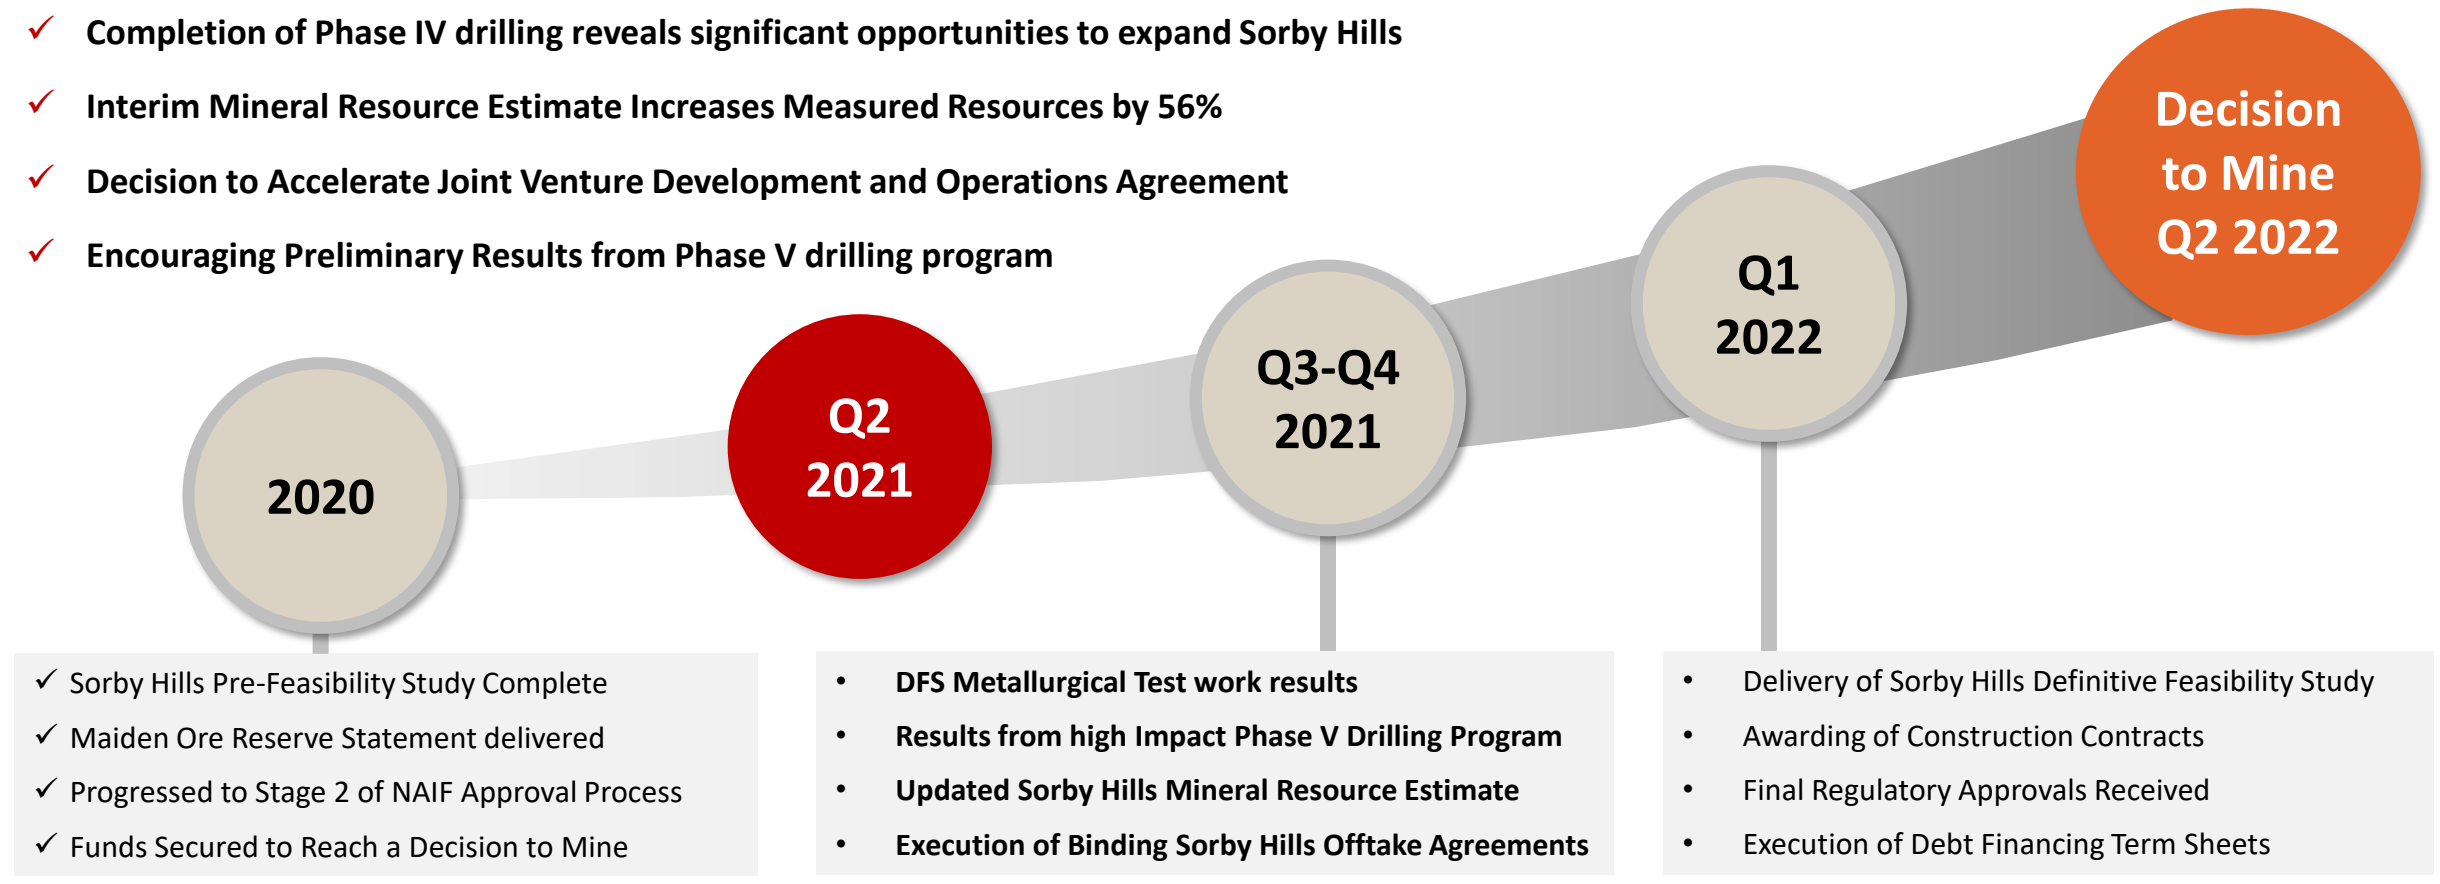 ✓ Completion of Phase IV drilling reveals significant opportunities to expand Sorby Hills
✓ Interim Mineral Resource Estimate Increases Measured Resources by 56%
✓ Decision to Accelerate Joint Venture Development and Operations Agreement
✓ Encouraging Preliminary Results from Phase V drilling program
2020
Q2
2021
Q3-Q4
2021
Q1
2022
Decision
to Mine
Q2 2022
✓ Sorby Hills Pre-Feasibility Study Complete
✓ Maiden Ore Reserve Statement delivered
✓ Progressed to Stage 2 of NAIF Approval Process
✓ Funds Secured to Reach a Decision to Mine
• DFS Metallurgical Test work results
• Results from high Impact Phase V Drilling Program
• Updated Sorby Hills Mineral Resource Estimate
• Execution of Binding Sorby Hills Offtake Agreements
• Delivery of Sorby Hills Definitive Feasibility Study
• Awarding of Construction Contracts
• Final Regulatory Approvals Received
• Execution of Debt Financing Term Sheets